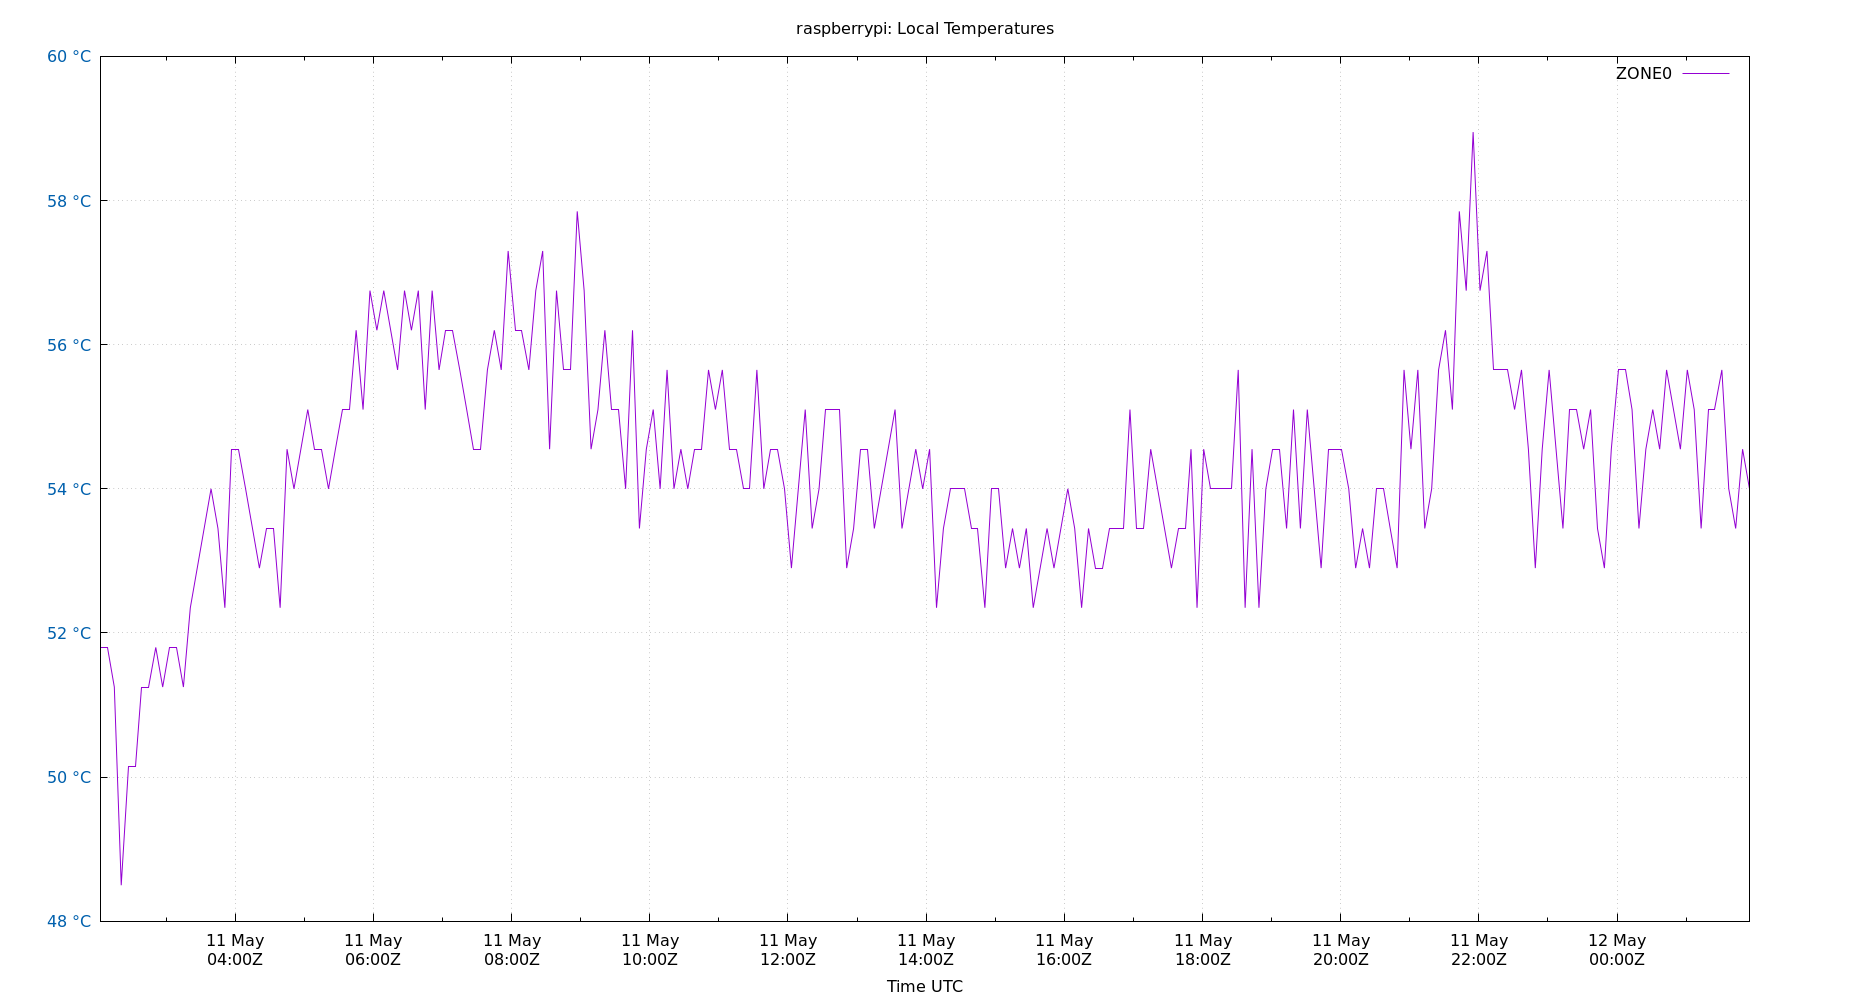 raspberrypi: Local Temperatures
60 °C
ZONE0
58 °C
56 °C
54 °C
52 °C
50 °C
48 °C
11 May 11 May 11 May 11 May 11 May 11 May 11 May 11 May 11 May 11 May 12 May
04:00Z 06:00Z 08:00Z 10:00Z 12:00Z 14:00Z 16:00Z 18:00Z 20:00Z 22:00Z 00:00Z
Time UTC